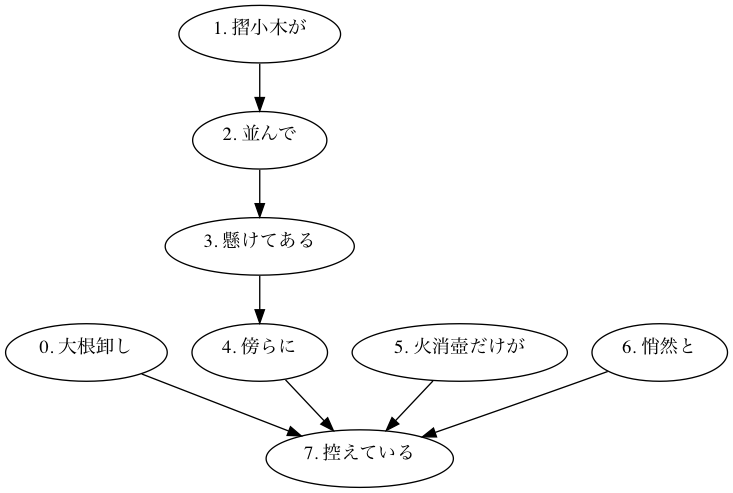 1. 摺小木が
2. 並んで
3. 懸けてある
0. 大根卸し
4. 傍らに
5. 火消壺だけが
6. 悄然と
7. 控えている